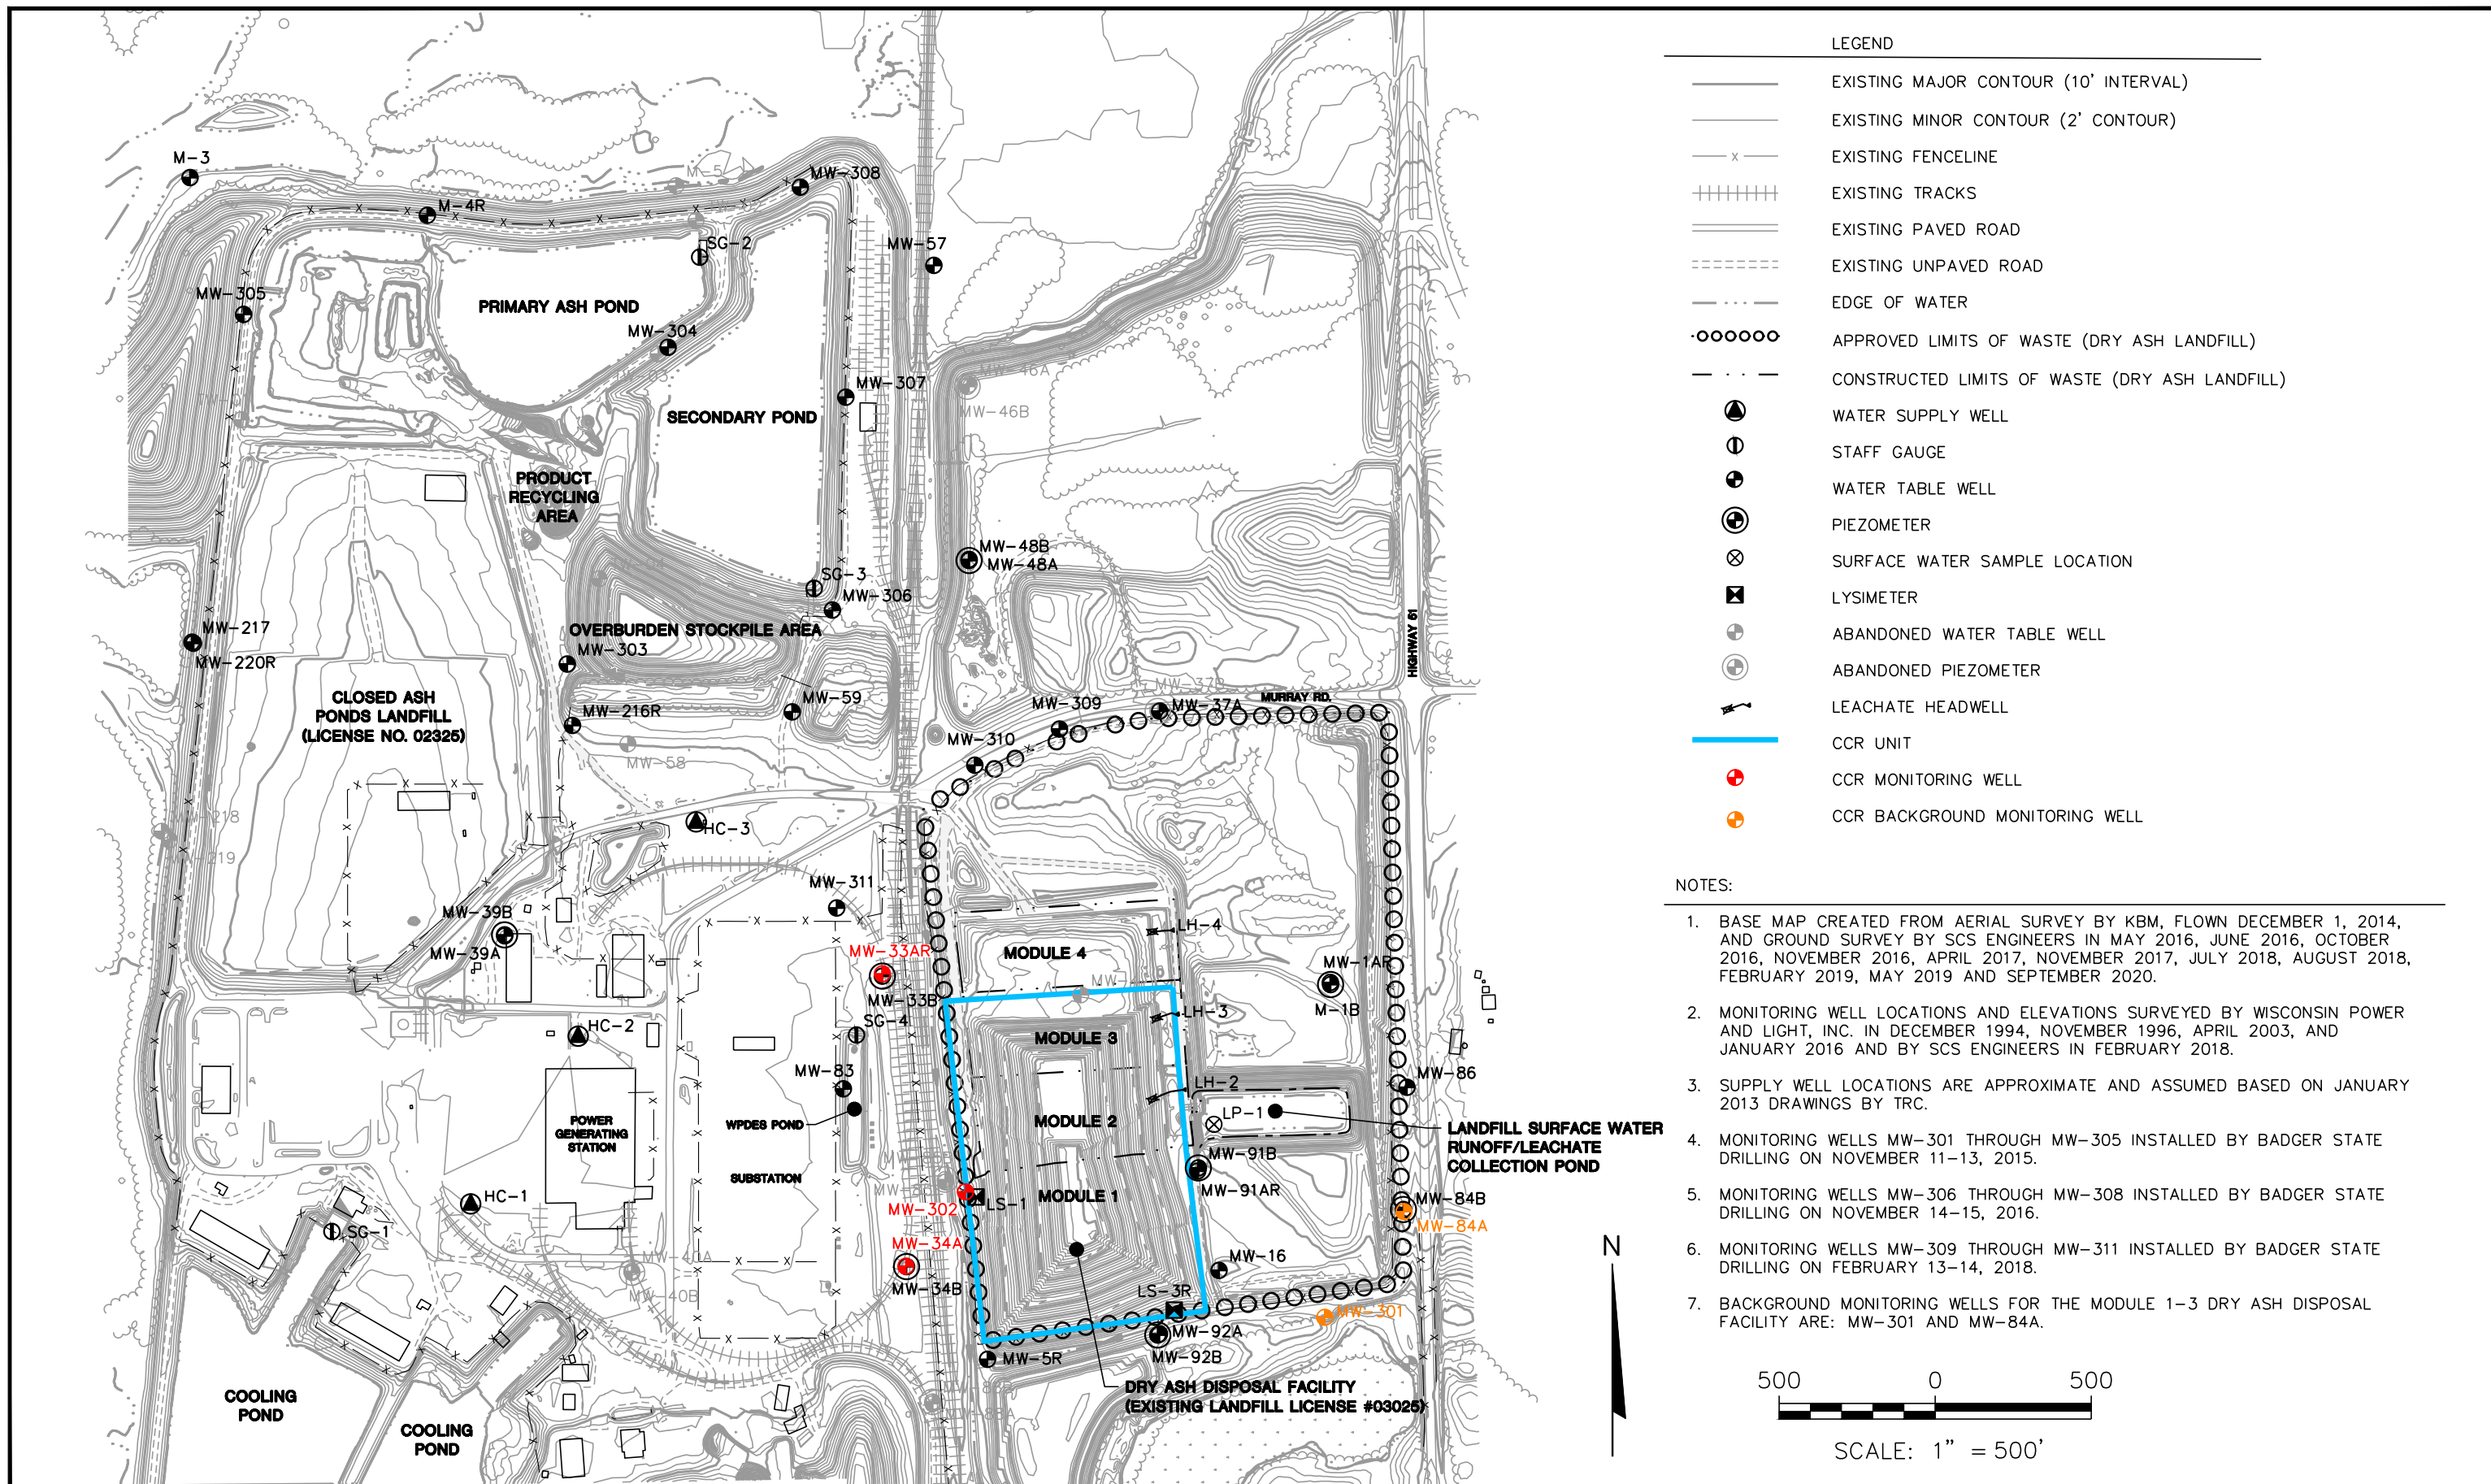 M-3
M-4R
MW-308
SG-2
MW-57
MW-305
PRIMARY ASH POND
MW-304
MW-307
MW-46A
MW-46B
SECONDARY POND
PRODUCT
RECYCLING
AREA
MW-48B
MW-48A
SG-3
MW-306
OVERBURDEN STOCKPILE AREA
MW-217
MW-220R
MW-303
CLOSED ASH
PONDS LANDFILL
(LICENSE NO. 02325)
MW-59
MW-216R
MW-58
MW-309
MW-37B
MW-37A
MURRAY RD.
HIGHWAY 51
MW-310
HC-3
MW-311
MW-39B
MW-39A
MW-33AR
MW-33B
LH-4
MODULE 4
MW-1AR
M-1B
LH-3
SG-4
MODULE 3
HC-2
MW-83
LH-2
MW-86
LP-1
POWER
GENERATING
STATION
WPDES POND
MODULE 2
LANDFILL SURFACE WATER
RUNOFF/LEACHATE
COLLECTION POND
MW-91B
MW-91AR
SUBSTATION
MODULE 1
HC-1
LS-1
MW-302
MW-84B
MW-84A
SG-1
MW-34A
MW-34B
MW-40A
MW-40B
MW-16
LS-3R
MW-301
MW-92A
MW-92B
MW-5R
DRY ASH DISPOSAL FACILITY
(EXISTING LANDFILL LICENSE #03025)
COOLING
POND
COOLING
POND
LEGEND
EXISTING MAJOR CONTOUR (10' INTERVAL)
EXISTING MINOR CONTOUR (2' CONTOUR)
EXISTING FENCELINE
EXISTING TRACKS
EXISTING PAVED ROAD
EXISTING UNPAVED ROAD
EDGE OF WATER
APPROVED LIMITS OF WASTE (DRY ASH LANDFILL)
CONSTRUCTED LIMITS OF WASTE (DRY ASH LANDFILL)
WATER SUPPLY WELL
STAFF GAUGE
WATER TABLE WELL
PIEZOMETER
SURFACE WATER SAMPLE LOCATION
LYSIMETER
ABANDONED WATER TABLE WELL
ABANDONED PIEZOMETER
LEACHATE HEADWELL
CCR UNIT
CCR MONITORING WELL
CCR BACKGROUND MONITORING WELL
NOTES:
1. BASE MAP CREATED FROM AERIAL SURVEY BY KBM, FLOWN DECEMBER 1, 2014,
AND GROUND SURVEY BY SCS ENGINEERS IN MAY 2016, JUNE 2016, OCTOBER
2016, NOVEMBER 2016, APRIL 2017, NOVEMBER 2017, JULY 2018, AUGUST 2018,
FEBRUARY 2019, MAY 2019 AND SEPTEMBER 2020.
2. MONITORING WELL LOCATIONS AND ELEVATIONS SURVEYED BY WISCONSIN POWER
AND LIGHT, INC. IN DECEMBER 1994, NOVEMBER 1996, APRIL 2003, AND
JANUARY 2016 AND BY SCS ENGINEERS IN FEBRUARY 2018.
3. SUPPLY WELL LOCATIONS ARE APPROXIMATE AND ASSUMED BASED ON JANUARY
2013 DRAWINGS BY TRC.
4. MONITORING WELLS MW-301 THROUGH MW-305 INSTALLED BY BADGER STATE
DRILLING ON NOVEMBER 11-13, 2015.
5. MONITORING WELLS MW-306 THROUGH MW-308 INSTALLED BY BADGER STATE
DRILLING ON NOVEMBER 14-15, 2016.
6. MONITORING WELLS MW-309 THROUGH MW-311 INSTALLED BY BADGER STATE
DRILLING ON FEBRUARY 13-14, 2018.
7. BACKGROUND MONITORING WELLS FOR THE MODULE 1-3 DRY ASH DISPOSAL
FACILITY ARE: MW-301 AND MW-84A.
N
500 0 500
SCALE: 1" = 500'